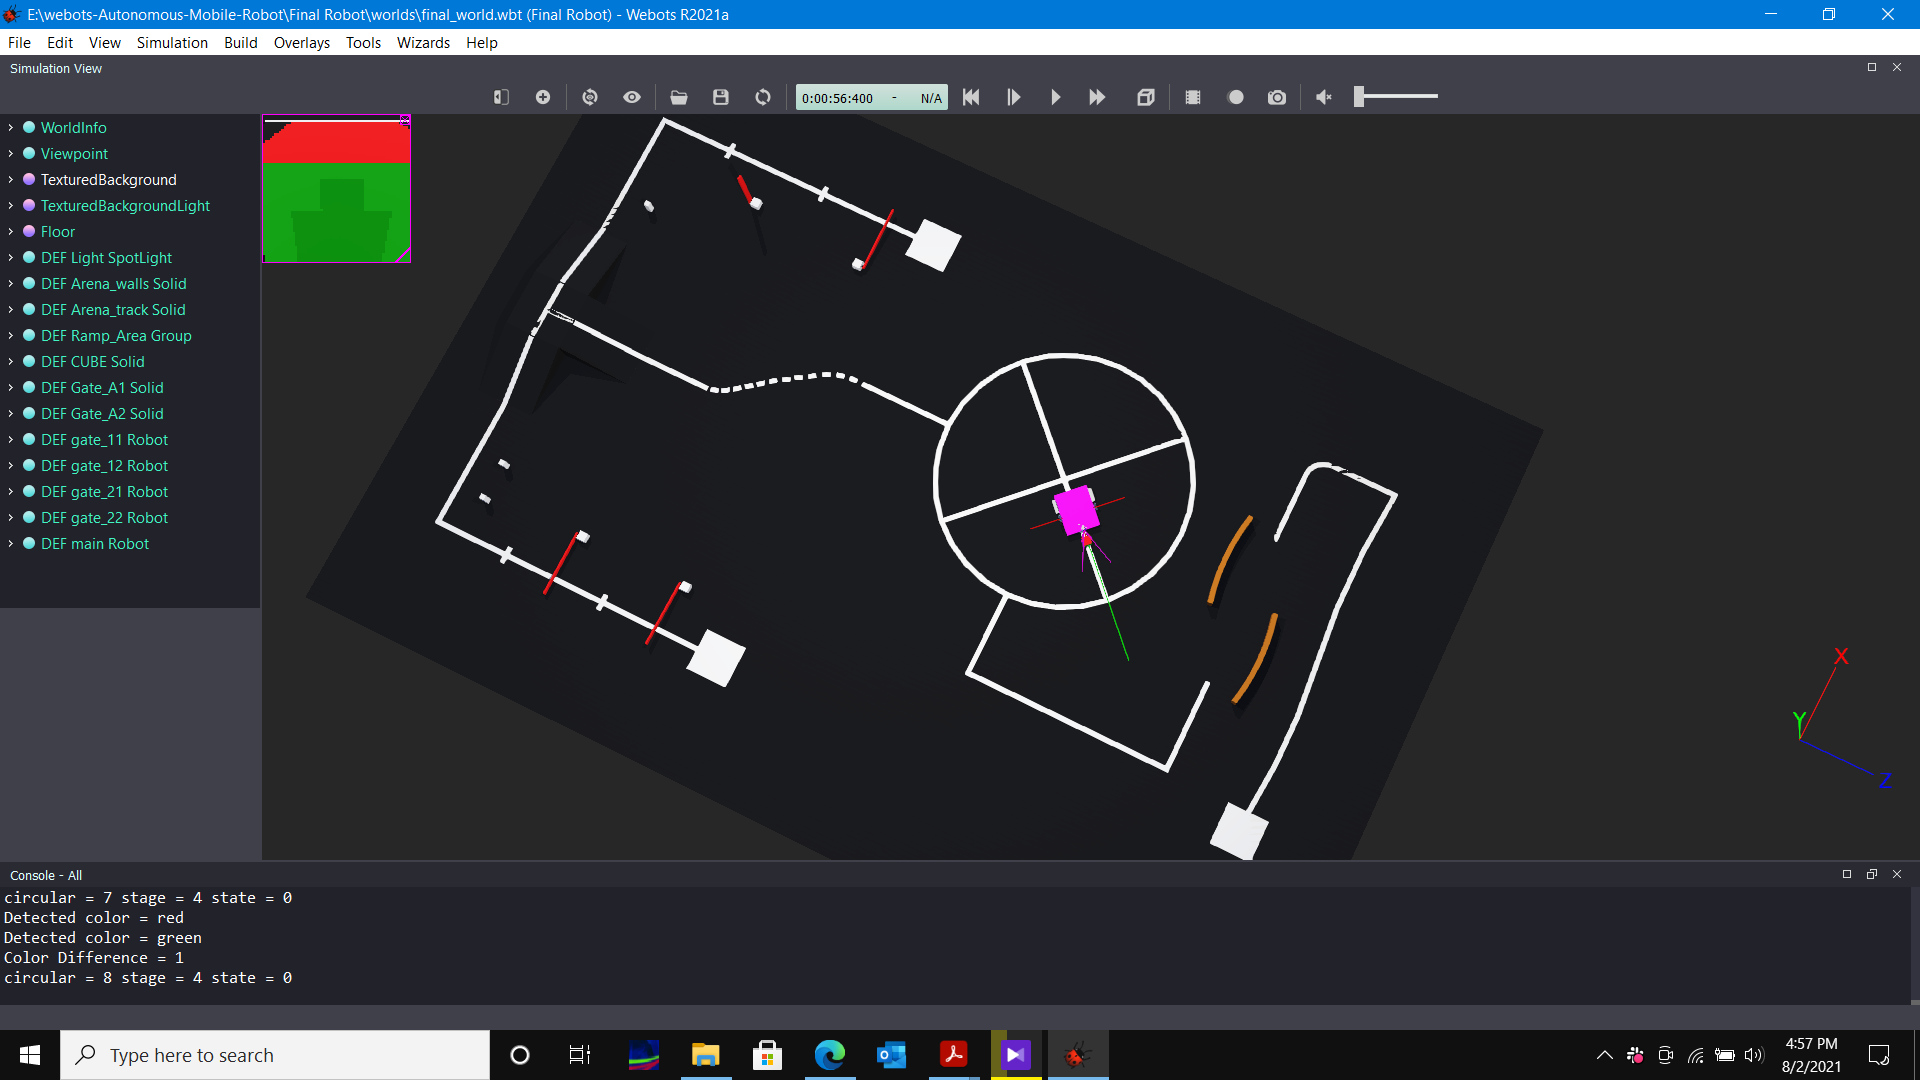 E:\webots-Autonomous-Mobile-Robot\Final Robot\worlds\final_world.wbt (Final Robot) - Webots R2021a
File Edit View Simulation Build Overlays Tools Wizards Help
Simulation View
0:00:56:400 - N/A
WorldInfo
Viewpoint
TexturedBackground
TexturedBackgroundLight
Floor
DEF Light SpotLight
DEF Arena_walls Solid
DEF Arena_track Solid
DEF Ramp_Area Group
DEF CUBE Solid
DEF Gate_A1 Solid
DEF Gate_A2 Solid
DEF gate_11 Robot
DEF gate_12 Robot
DEF gate_21 Robot
DEF gate_22 Robot
DEF main Robot
X
Y
Z
Console - All
circular = 7 stage = 4 state = 0
Detected color = red
Detected color = green
Color Difference = 1
circular = 8 stage = 4 state = 0
Type here to search
4:57 PM
8/2/2021